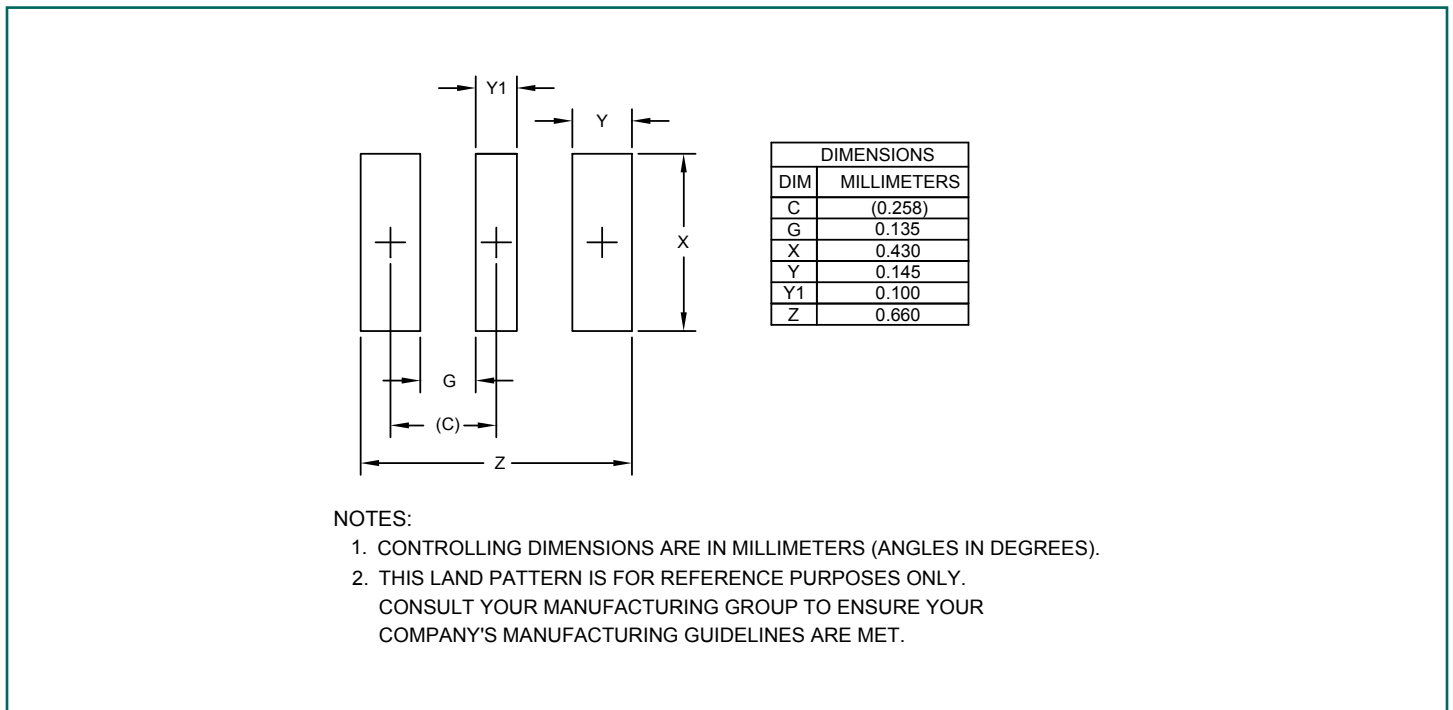 Y1
Y
X
G
(C)
Z
DIMENSIONS
DIM MILLIMETERS
C (0.258)
G 0.135
X 0.430
Y 0.145
Y1 0.100
Z 0.660
NOTES:
1. CONTROLLING DIMENSIONS ARE IN MILLIMETERS (ANGLES IN DEGREES).
2. THIS LAND PATTERN IS FOR REFERENCE PURPOSES ONLY.
CONSULT YOUR MANUFACTURING GROUP TO ENSURE YOUR
COMPANY'S MANUFACTURING GUIDELINES ARE MET.